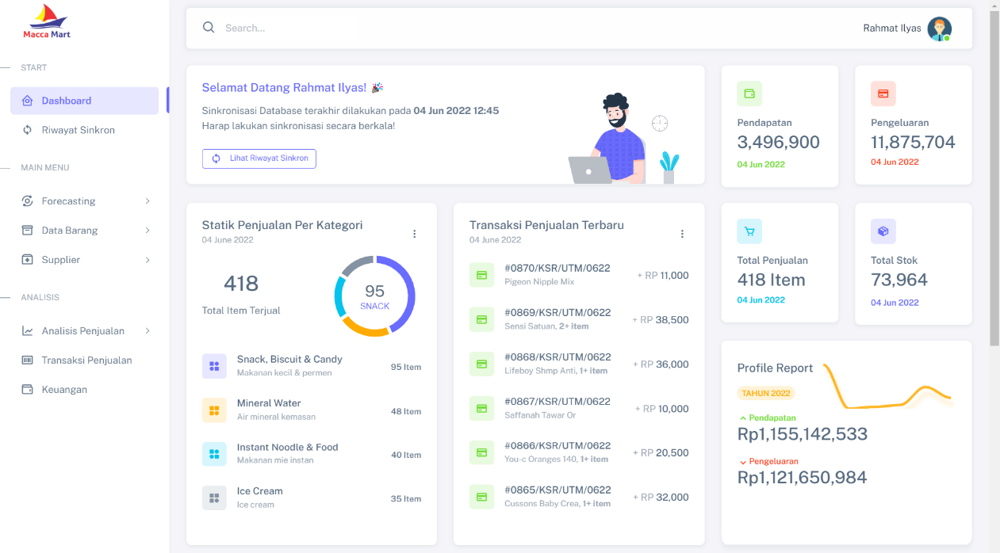 Macca Mart
START
Dashboard
Riwayat Sinkron
MAIN MENU
Forecasting
Data Barang
Supplier
ANALISIS
Analisis Penjualan
Transaksi Penjualan
Keuangan
Search...
Rahmat Ilyas
Selamat Datang Rahmat Ilyas! 🎉
Sinkronisasi Database terakhir dilakukan pada 04 Jun 2022 12:45
Harap lakukan sinkronisasi secara berkala!
Lihat Riwayat Sinkron
Pendapatan
3,496,900
04 Jun 2022
Pengeluaran
11,875,704
04 Jun 2022
Statik Penjualan Per Kategori
04 June 2022
418
Total Item Terjual
95
SNACK
Snack, Biscuit & Candy
Makanan kecil & permen
95 Item
Mineral Water
Air mineral kemasan
48 Item
Instant Noodle & Food
Makanan mie instan
40 Item
Ice Cream
Ice cream
35 Item
Transaksi Penjualan Terbaru
04 June 2022
#0870/KSR/UTM/0622
Pigeon Nipple Mix
+ RP 11,000
#0869/KSR/UTM/0622
Sensi Satuan, 2+ item
+ RP 38,500
#0868/KSR/UTM/0622
Lifeboy Shmp Anti, 1+ item
+ RP 36,000
#0867/KSR/UTM/0622
Saffanah Tawar Or
+ RP 10,000
#0866/KSR/UTM/0622
You-c Oranges 140, 1+ item
+ RP 20,500
#0865/KSR/UTM/0622
Cussons Baby Crea, 1+ item
+ RP 32,000
Total Penjualan
418 Item
04 Jun 2022
Total Stok
73,964
04 Jun 2022
Profile Report
TAHUN 2022
Pendapatan
Rp1,155,142,533
Pengeluaran
Rp1,121,650,984